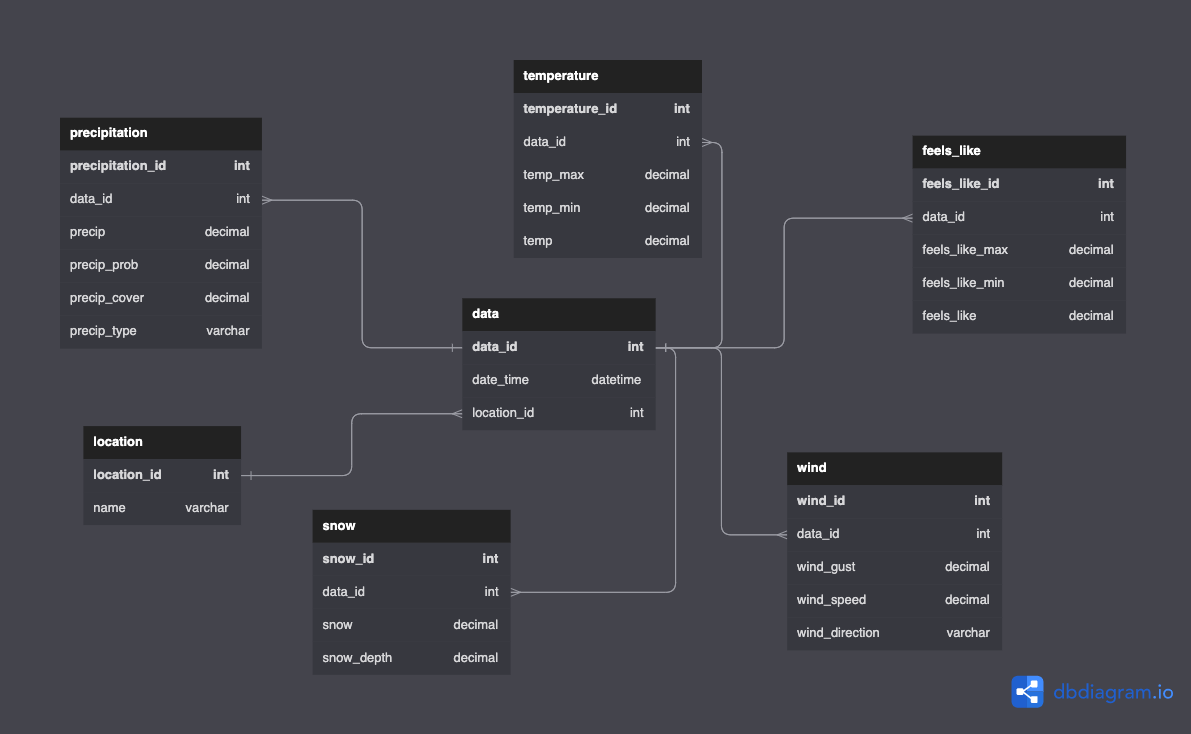 temperature
temperature_id int
data_id int
temp_max decimal
temp_min decimal
temp decimal
precipitation
precipitation_id int
data_id int
precip decimal
precip_prob decimal
precip_cover decimal
precip_type varchar
feels_like
feels_like_id int
data_id int
feels_like_max decimal
feels_like_min decimal
feels_like decimal
data
data_id int
date_time datetime
location_id int
location
location_id int
name varchar
wind
wind_id int
data_id int
wind_gust decimal
wind_speed decimal
wind_direction varchar
snow
snow_id int
data_id int
snow decimal
snow_depth decimal
dbdiagram.io